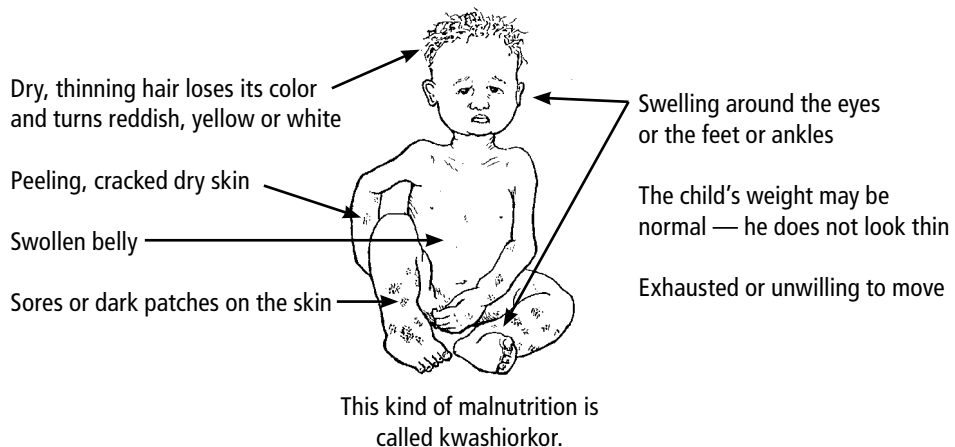 Dry, thinning hair loses its color
and turns reddish, yellow or white
Peeling, cracked dry skin
Swollen belly
Sores or dark patches on the skin
Swelling around the eyes
or the feet or ankles
The child’s weight may be
normal — he does not look thin
Exhausted or unwilling to move
This kind of malnutrition is
called kwashiorkor.